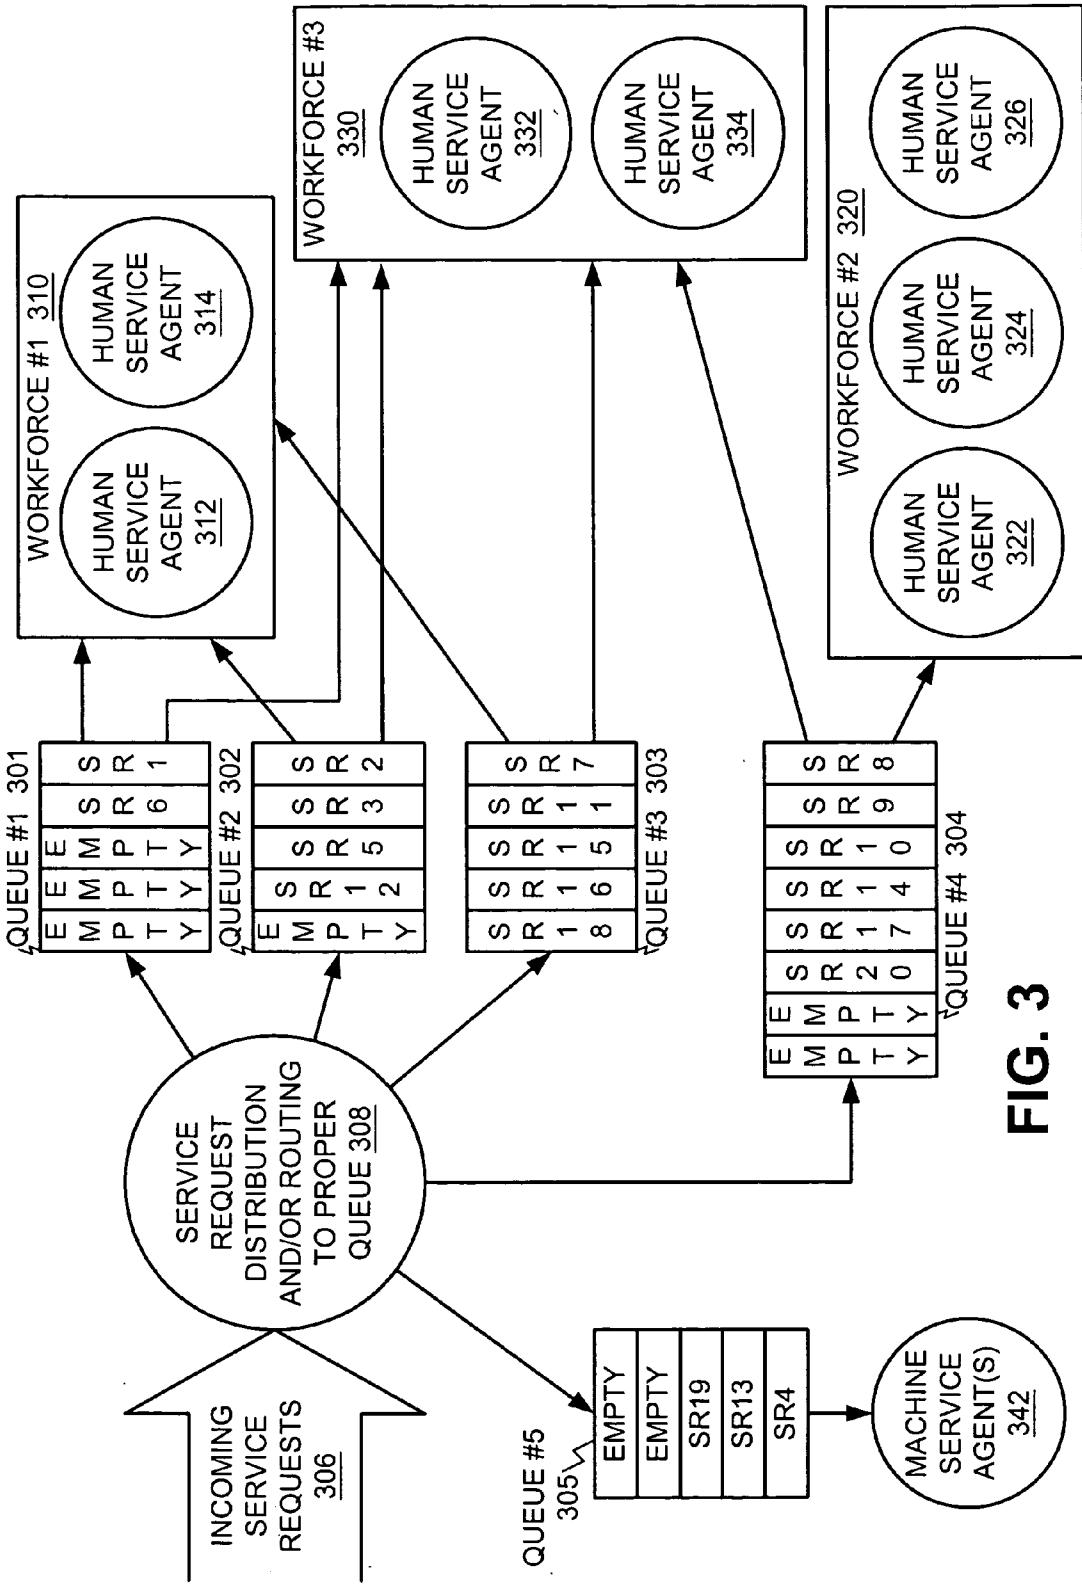 INCOMING
SERVICE
REQUESTS
306
SERVICE
REQUEST
DISTRIBUTION
AND/OR ROUTING
TO PROPER
QUEUE 308
QUEUE #1 301
EMPTY
EMPTY
EMPTY
SR6
SR1
QUEUE #2 302
EMPTY
SR12
SR5
SR3
SR2
SR18
SR16
SR15
SR11
SR7
QUEUE #3 303
EMPTY
EMPTY
SR20
SR17
SR14
SR10
SR9
SR8
QUEUE #4 304
QUEUE #5
305
EMPTY
EMPTY
SR19
SR13
SR4
MACHINE
SERVICE
AGENT(S)
342
WORKFORCE #1 310
HUMAN
SERVICE
AGENT
312
HUMAN
SERVICE
AGENT
314
WORKFORCE #3
330
HUMAN
SERVICE
AGENT
332
HUMAN
SERVICE
AGENT
334
WORKFORCE #2 320
HUMAN
SERVICE
AGENT
322
HUMAN
SERVICE
AGENT
324
HUMAN
SERVICE
AGENT
326
FIG. 3